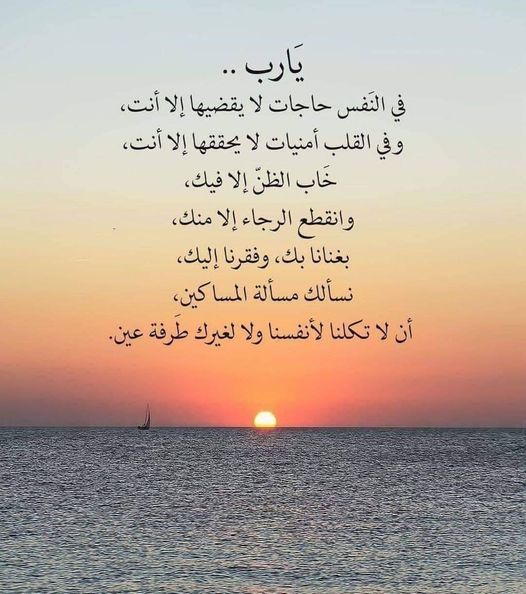 يَارب ..
في النَفس حاجات لا يقضيها إلا أنت،
وفي القلب أمنيات لا يحققها إلا أنت،
خَاب الظنّ إلا فيك،
وانقطع الرجاء إلا منك،
بغنانا بك، وفقرنا إليك،
نسألك مسألة المساكين،
أن لا تكلنا لأنفسنا ولا لغيرك طَرفة عين.